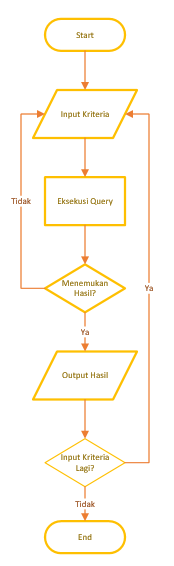 Start
Input Kriteria
Tidak
Eksekusi Query
Menemukan
Hasil?
Ya
Ya
Output Hasil
Input Kriteria
Lagi?
Tidak
End